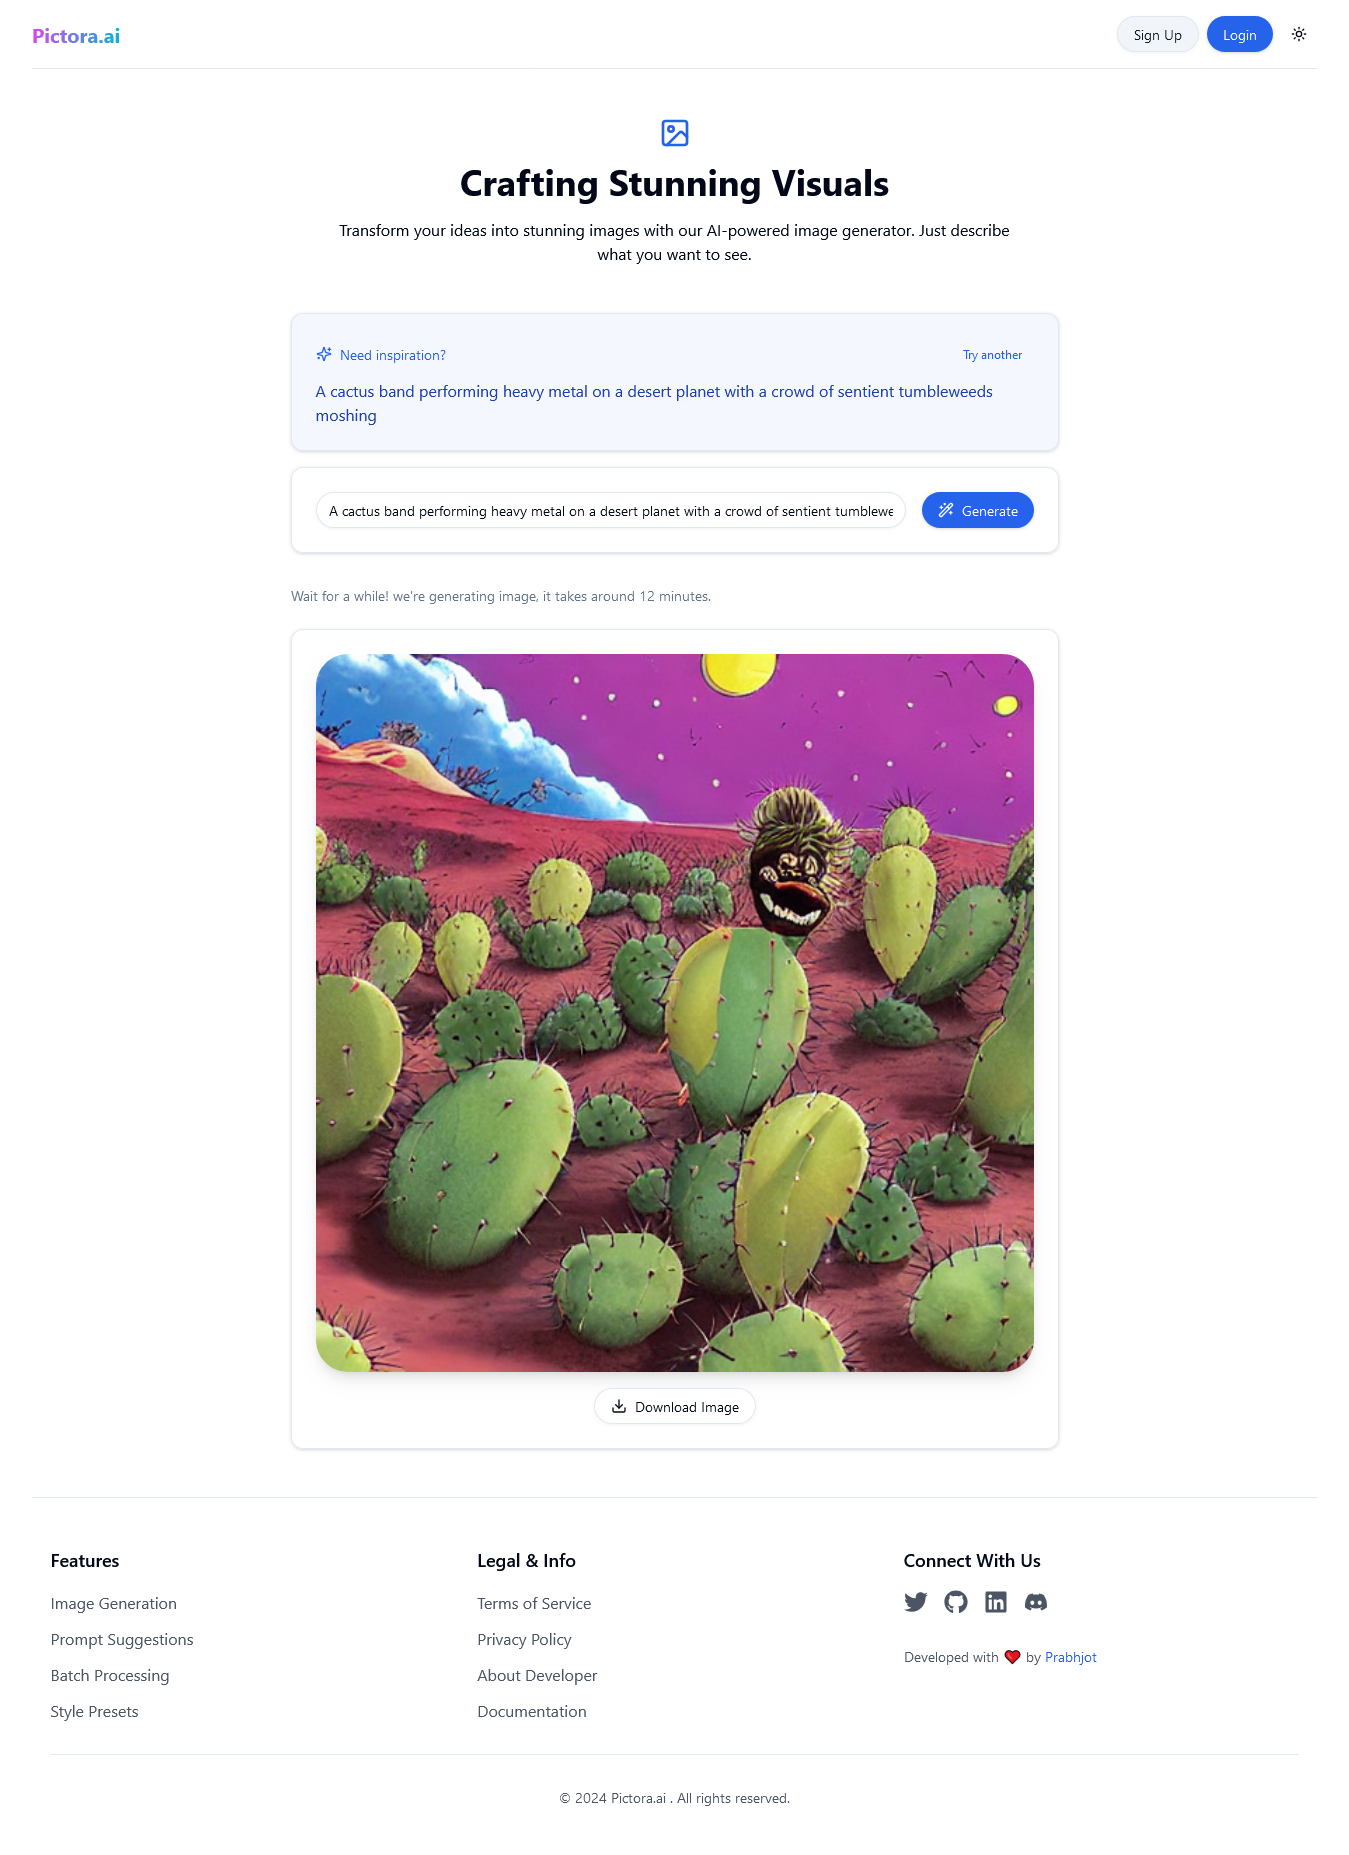 Pictora.ai
Sign Up
Login
Crafting Stunning Visuals
Transform your ideas into stunning images with our AI-powered image generator. Just describe
what you want to see.
Need inspiration?
Try another
A cactus band performing heavy metal on a desert planet with a crowd of sentient tumbleweeds
moshing
A cactus band performing heavy metal on a desert planet with a crowd of sentient tumblewe
Generate
Wait for a while! we're generating image, it takes around 12 minutes.
Download Image
Features
Image Generation
Prompt Suggestions
Batch Processing
Style Presets
Legal & Info
Terms of Service
Privacy Policy
About Developer
Documentation
Connect With Us
Developed with ❤️ by Prabhjot
© 2024 Pictora.ai . All rights reserved.